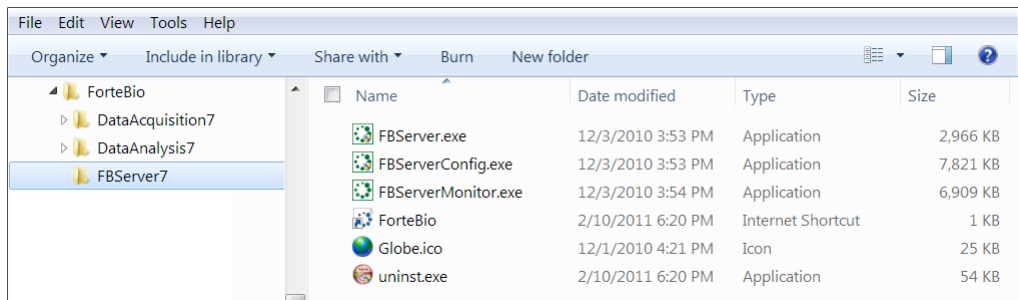 File Edit View Tools Help
Organize Include in library Share with Burn New folder
ForteBio
DataAcquisition7
DataAnalysis7
FBServer7
Name Date modified Type Size
FBServer.exe 12/3/2010 3:53 PM Application 2,966 KB
FBServerConfig.exe 12/3/2010 3:53 PM Application 7,821 KB
FBServerMonitor.exe 12/3/2010 3:54 PM Application 6,909 KB
ForteBio 2/10/2011 6:20 PM Internet Shortcut 1 KB
Globe.ico 12/1/2010 4:21 PM Icon 25 KB
uninst.exe 2/10/2011 6:20 PM Application 54 KB